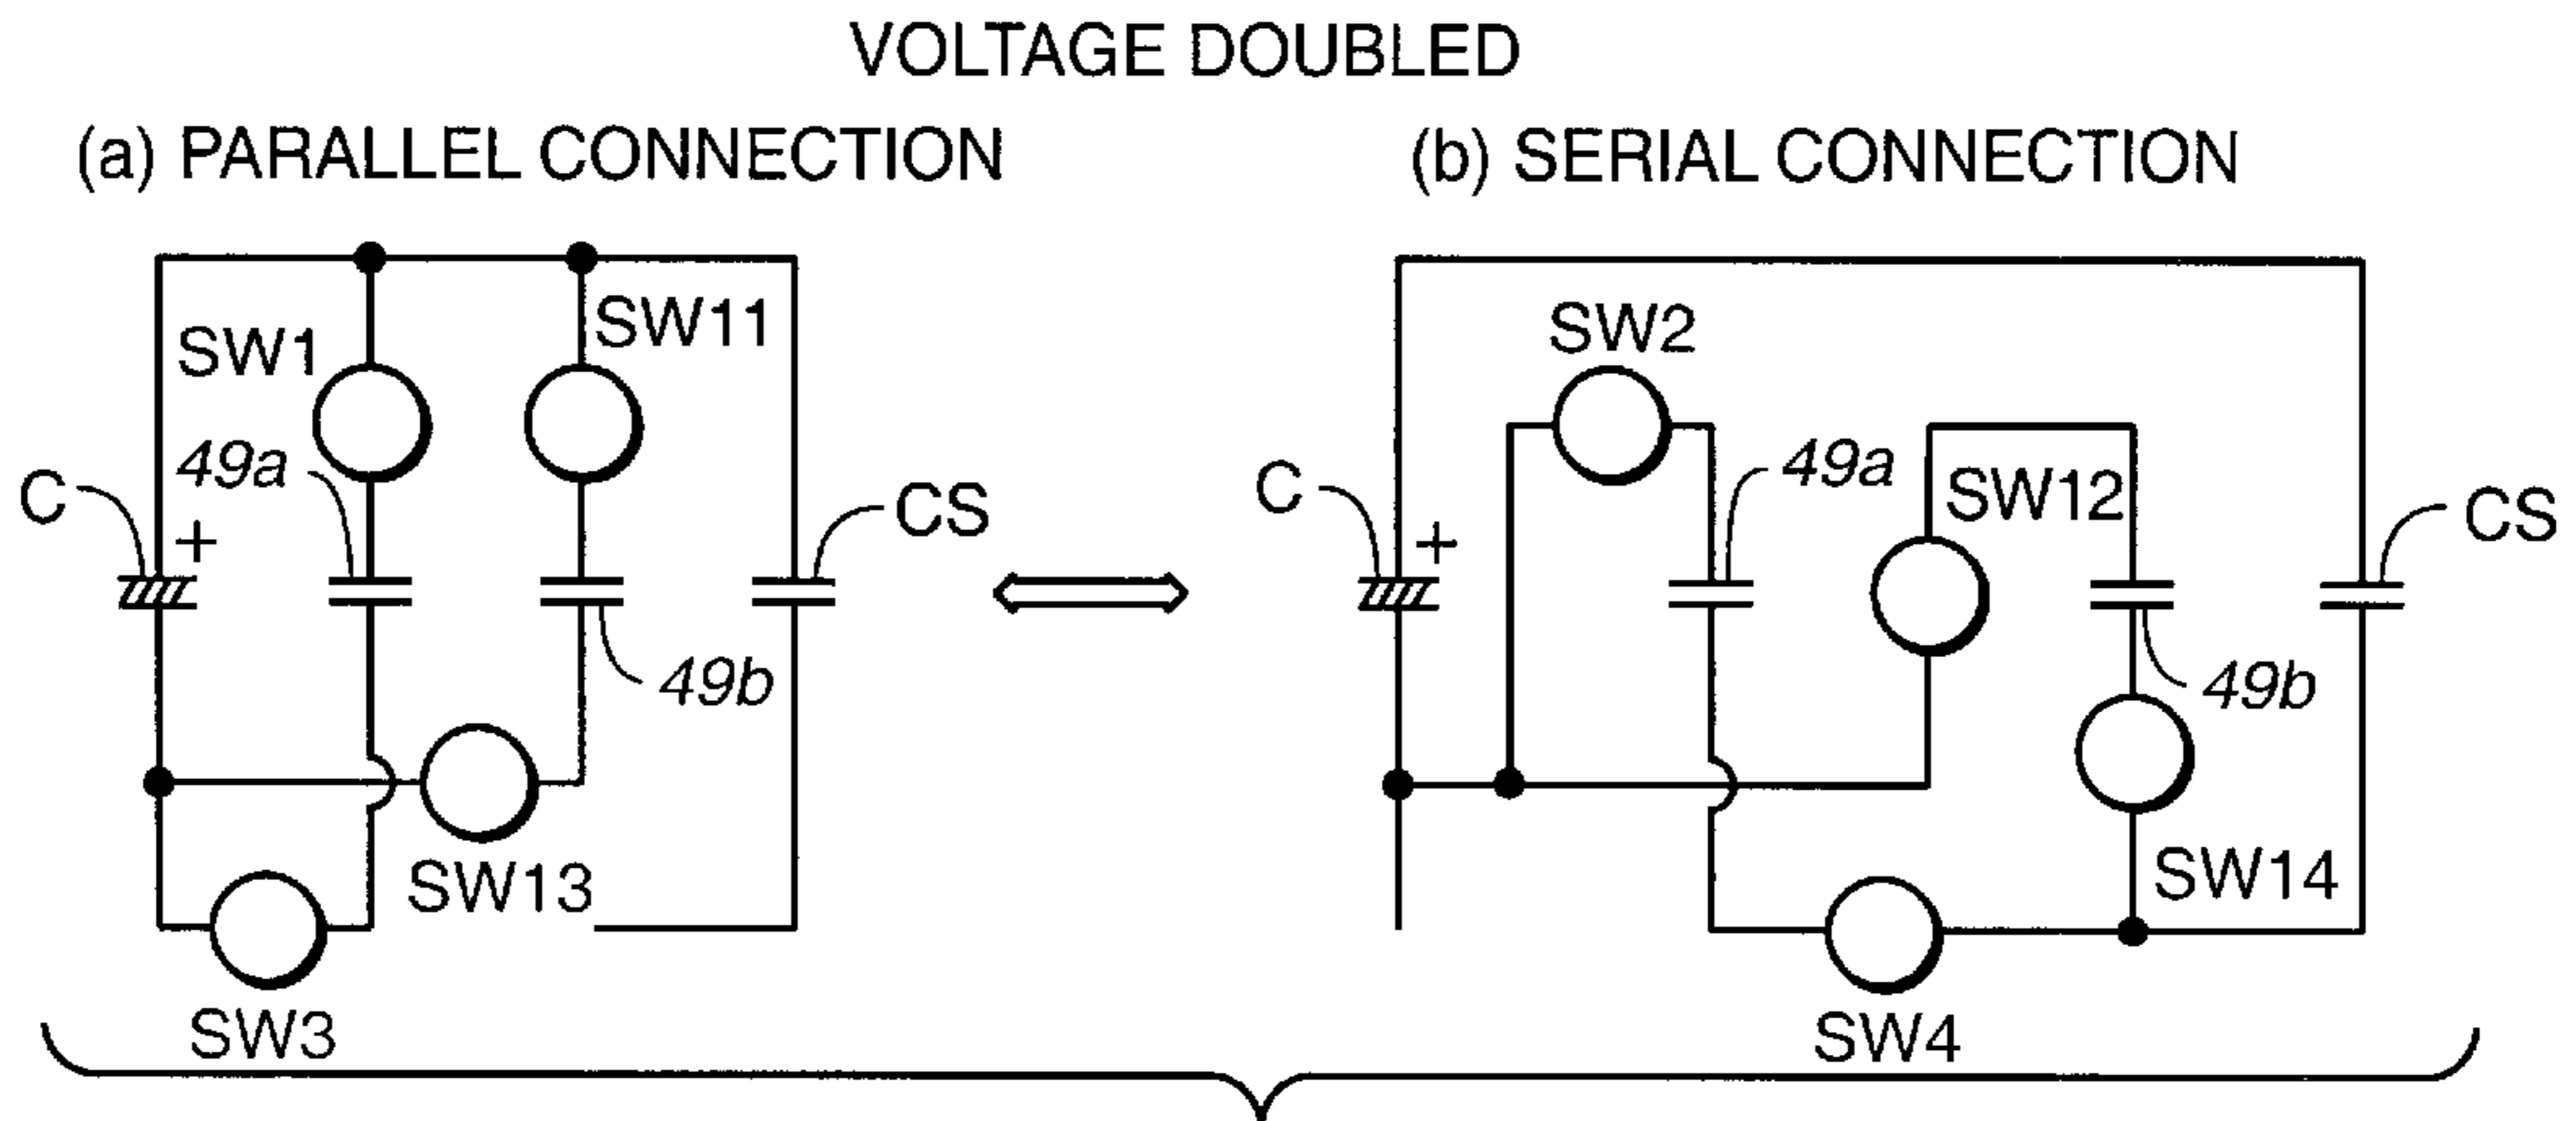 VOLTAGE DOUBLED
(a) PARALLEL CONNECTION
(b) SERIAL CONNECTION
SW1
SW11
49a
C
+
CS
49b
SW13
SW3
SW2
49a
C
+
SW12
CS
49b
SW14
SW4